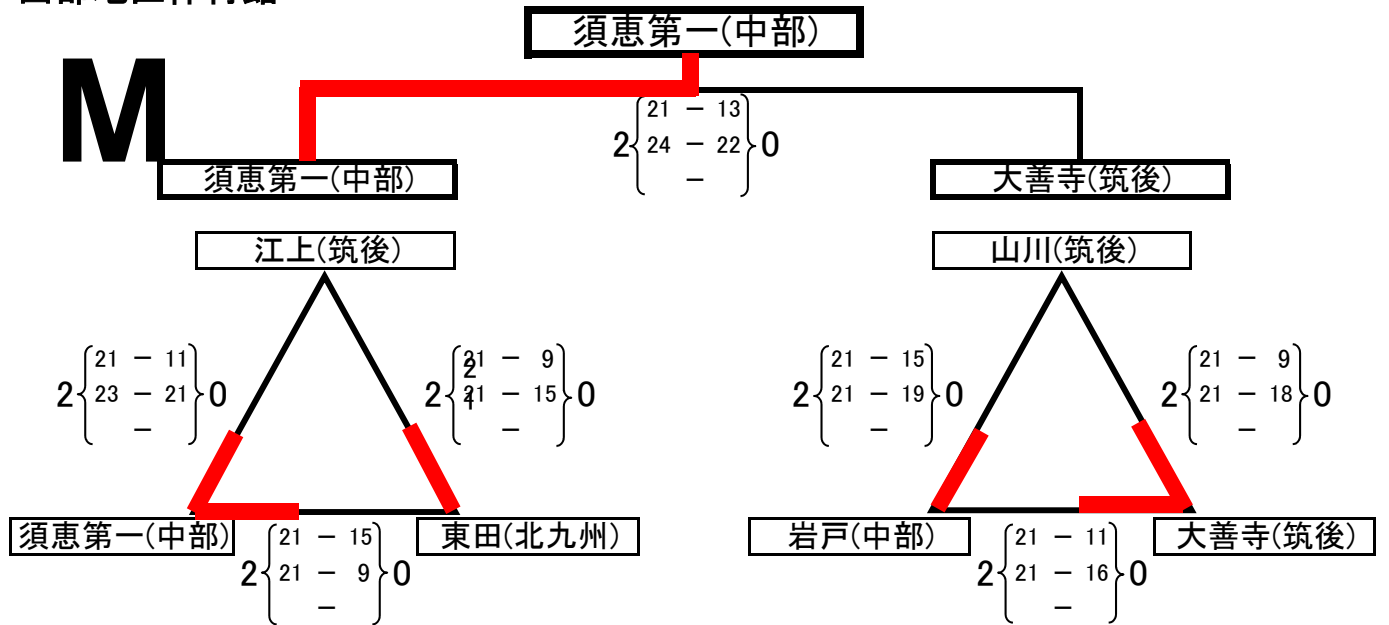 須恵第一(中部)
M
21 － 13
2 24 － 22 0
－
須恵第一(中部)
大善寺(筑後)
江上(筑後)
山川(筑後)
21 － 11
2 23 － 21 0
－
21 － 9
2 21 － 15 0
－
21 － 15
2 21 － 19 0
－
21 － 9
2 21 － 18 0
－
須恵第一(中部)
東田(北九州)
岩戸(中部)
大善寺(筑後)
21 － 15
2 21 － 9 0
－
21 － 11
2 21 － 16 0
－